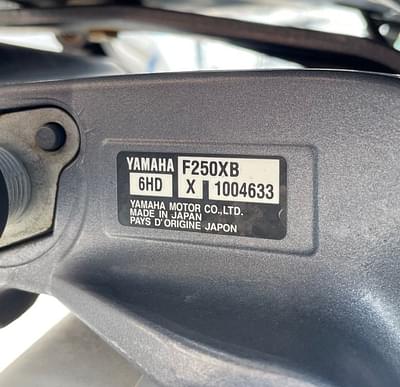 YAMAHA F250XB
6HD X 1004633
YAMAHA MOTOR CO.,LTD.
MADE IN JAPAN
PAYS D'ORIGINE JAPON